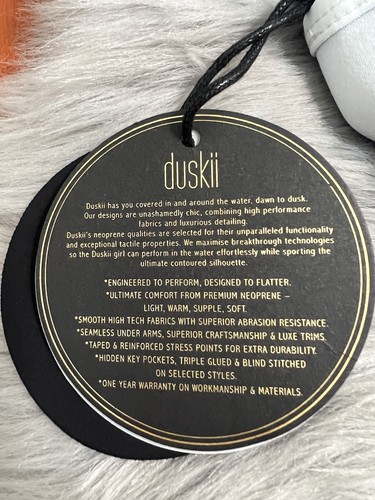 duskii
Duskii has you covered in and around the water, dawn to dusk.
Our designs are unashamedly chic, combining high performance
fabrics and luxurious detailing.
Duskii's neoprene qualities are selected for their unparalleled functionality
and exceptional tactile properties. We maximise breakthrough technologies
so the Duskii girl can perform in the water effortlessly while sporting the
ultimate contoured silhouette.
*ENGINEERED TO PERFORM, DESIGNED TO FLATTER.
*ULTIMATE COMFORT FROM PREMIUM NEOPRENE –
LIGHT, WARM, SUPPLE, SOFT.
*SMOOTH HIGH TECH FABRICS WITH SUPERIOR ABRASION RESISTANCE.
*SEAMLESS UNDER ARMS, SUPERIOR CRAFTSMANSHIP & LUXE TRIMS.
*TAPED & REINFORCED STRESS POINTS FOR EXTRA DURABILITY.
*HIDDEN KEY POCKETS, TRIPLE GLUED & BLIND STITCHED
ON SELECTED STYLES.
*ONE YEAR WARRANTY ON WORKMANSHIP & MATERIALS.